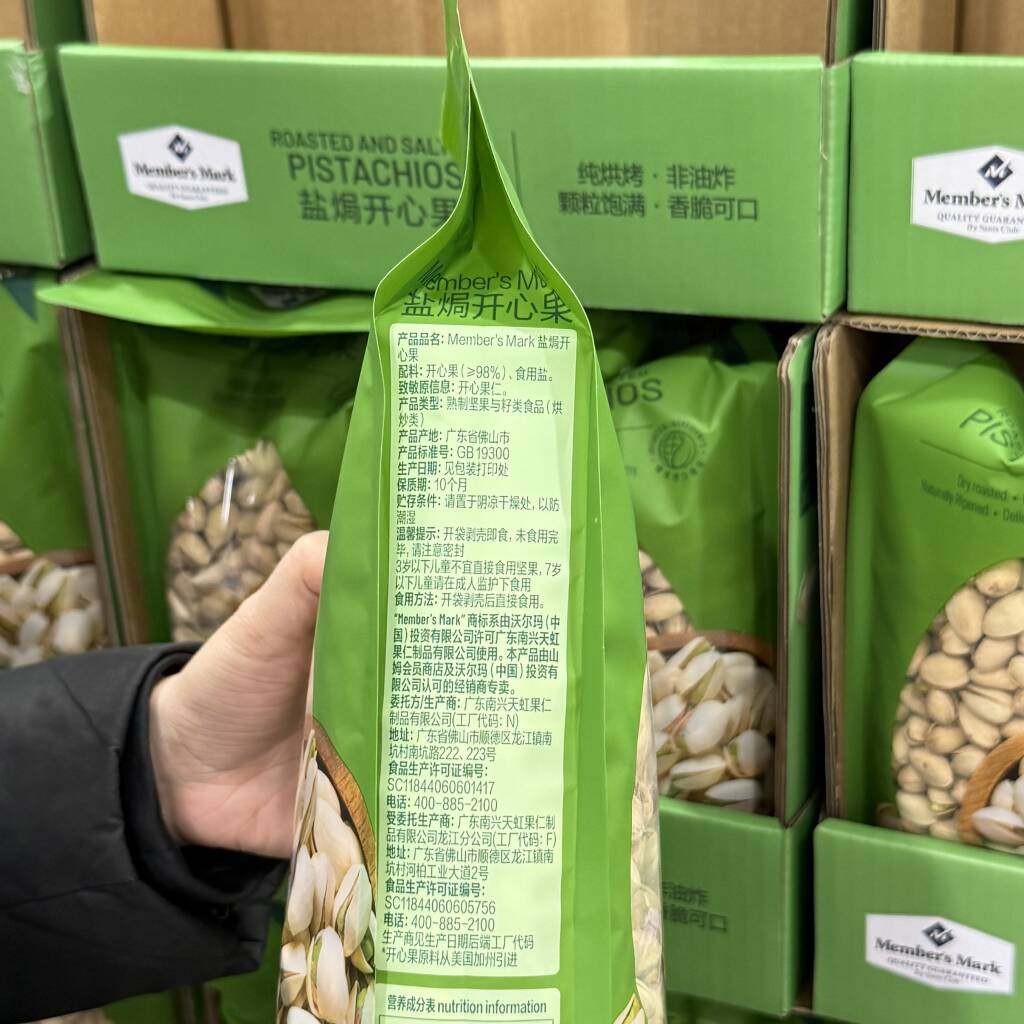 Member's Mark
QUALITY GUARANTEED
ROASTED AND
PISTACHIOS
盐焗开心果
纯烘烤·非油炸
颗粒饱满·香脆可口
Member's
QUALITY
By Sam's Club
Member's
盐焗开心果
产品品名: Member's Mark 盐焗开
心果
配料: 开心果(≥98%)、食用盐。
致敏原信息: 开心果仁。
产品类型: 熟制坚果与籽类食品(烘
炒类)
产品产地: 广东省佛山市
产品标准号: GB 19300
生产日期: 见包装打印处
保质期: 10个月
贮存条件: 请置于阴凉干燥处, 以防
潮湿
温馨提示: 开袋剥壳即食, 未食用完
毕, 请注意密封
3岁以下儿童不宜直接食用坚果, 7岁
以下儿童请在成人监护下食用
食用方法: 开袋剥壳后直接食用。
“Member's Mark”商标系由沃尔玛(中
国)投资有限公司许可广东南兴天虹
果仁制品有限公司使用。本产品由山
姆会员商店及沃尔玛(中国)投资有
限公司认可的经销商专卖。
委托方/生产商: 广东南兴天虹果仁
制品有限公司(工厂代码: N)
地址: 广东省佛山市顺德区龙江镇南
坑村南坑路222、223号
食品生产许可证编号:
SC11844060601417
电话: 400-885-2100
受委托生产商: 广东南兴天虹果仁制
品有限公司龙江分公司(工厂代码: F)
地址: 广东省佛山市顺德区龙江镇南
坑村河柏工业大道2号
食品生产许可证编号:
SC11844060605756
电话: 400-885-2100
生产商见生产日期后端工厂代码
*开心果原料从美国加州引进
营养成分表 nutrition information
Dry roasted
Naturally Opened
非油炸
香脆可口
Member's Mark
QUALITY GUARANTEED